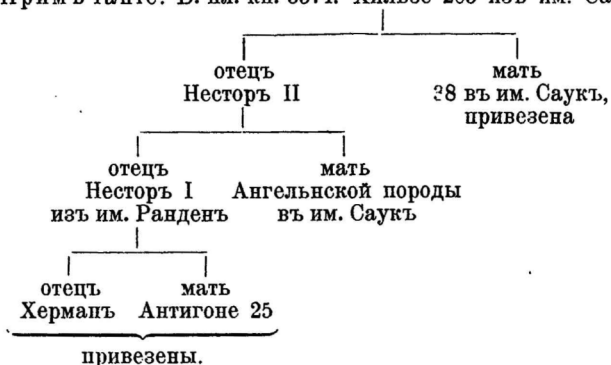 отецъ мать
Несторъ II 38 въ им. Саукъ,
привезена
отецъ мать
Несторъ I Ангельнской породы
изъ им. Ранденъ въ им. Саукъ
отецъ мать
Херманъ Антигоне 25
привезены.